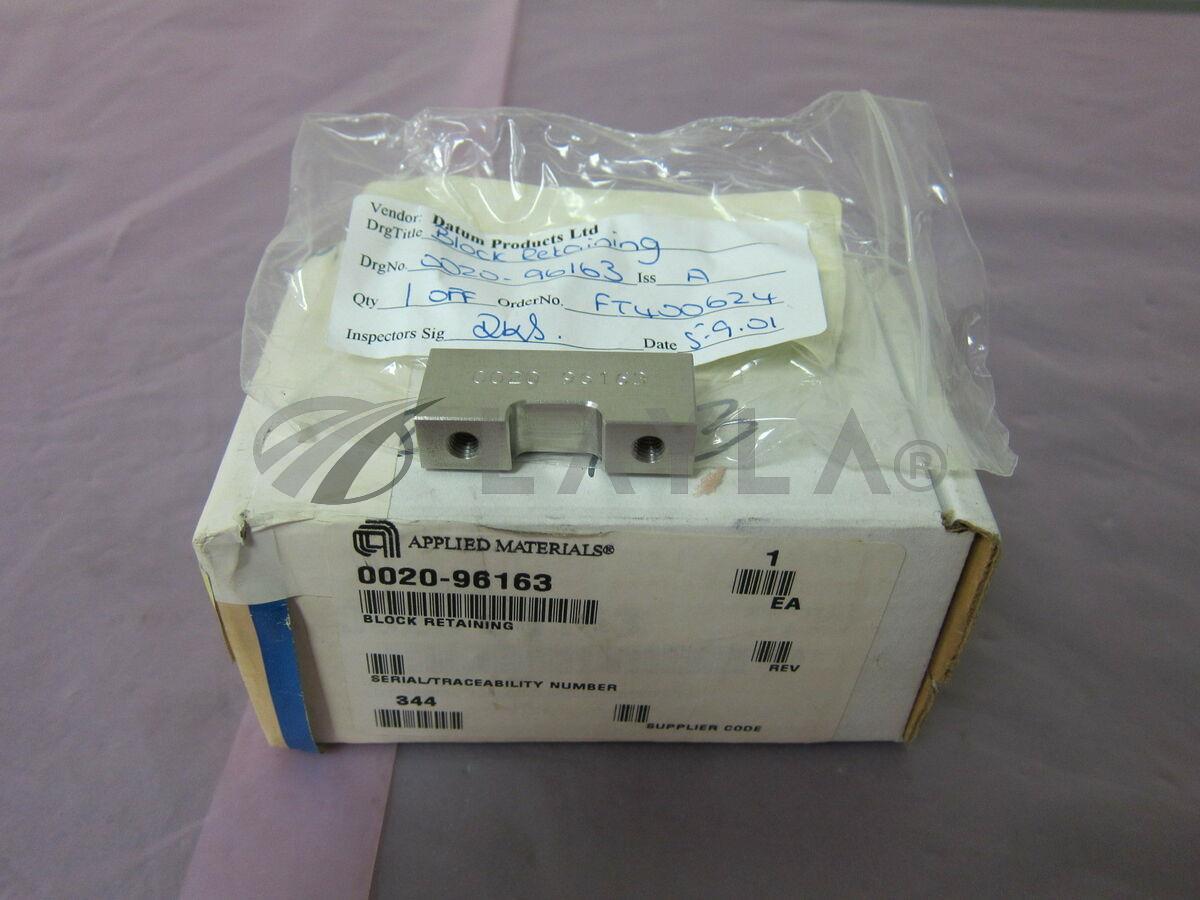 Vendor: Datum Products Ltd
DrgTitle Block Retaining
DrgNo. 0020-96163 Iss A
Qty 1 OFF OrderNo. FT400624
Inspectors Sig Date 5-9.01
0020 96163
LAYLA®
APPLIED MATERIALS®
0020-96163
1
EA
BLOCK RETAINING
REV
SERIAL/TRACEABILITY NUMBER
344
SUPPLIER CODE